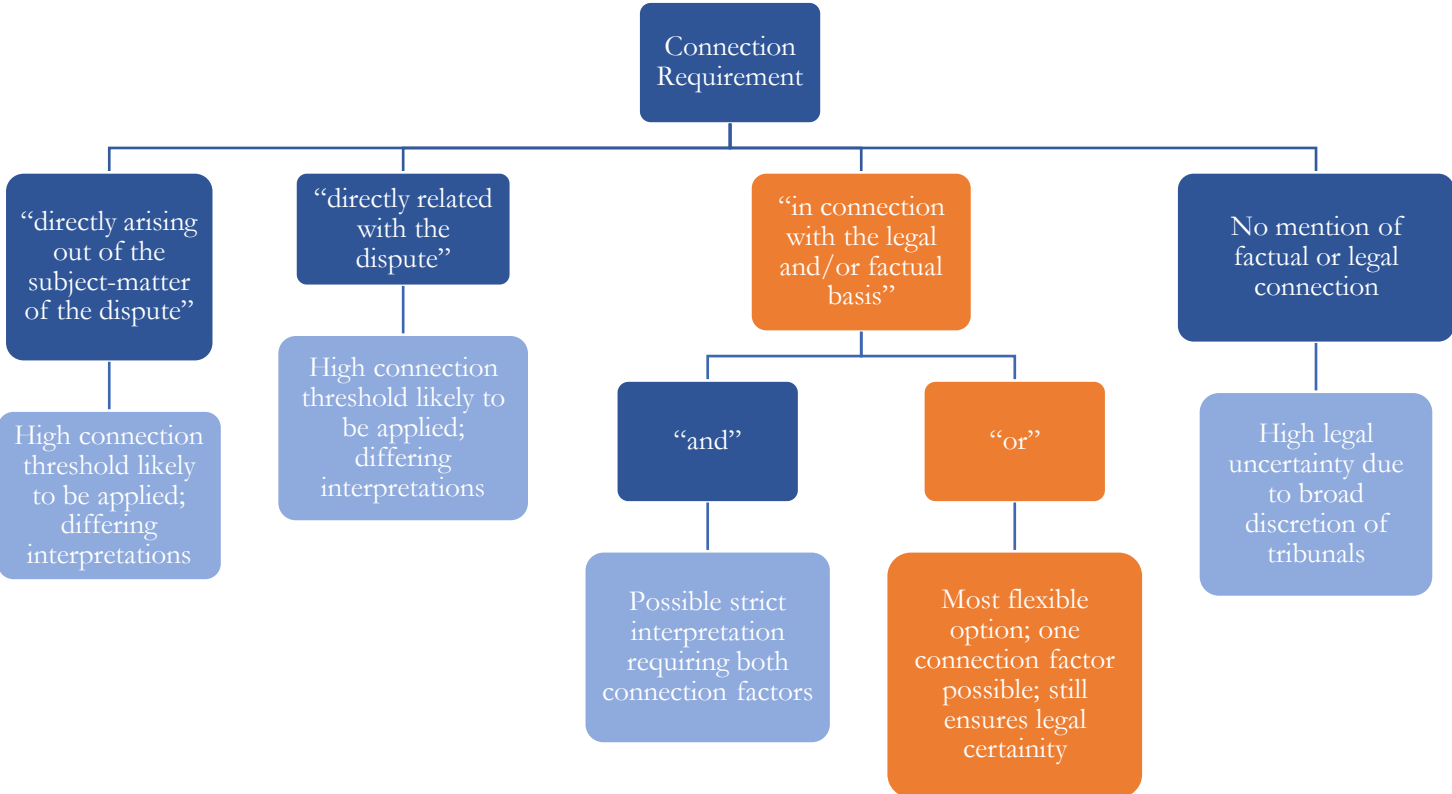 Connection
Requirement
“directly arising
out of the
subject-matter
of the dispute”
“directly related
with the
dispute”
“in connection
with the legal
and/or factual
basis”
No mention of
factual or legal
connection
High connection
threshold likely
to be applied;
differing
interpretations
High connection
threshold likely to
be applied;
differing
interpretations
“and”
“or”
High legal
uncertainty due
to broad
discretion of
tribunals
Possible strict
interpretation
requiring both
connection factors
Most flexible
option; one
connection factor
possible; still
ensures legal
certainity